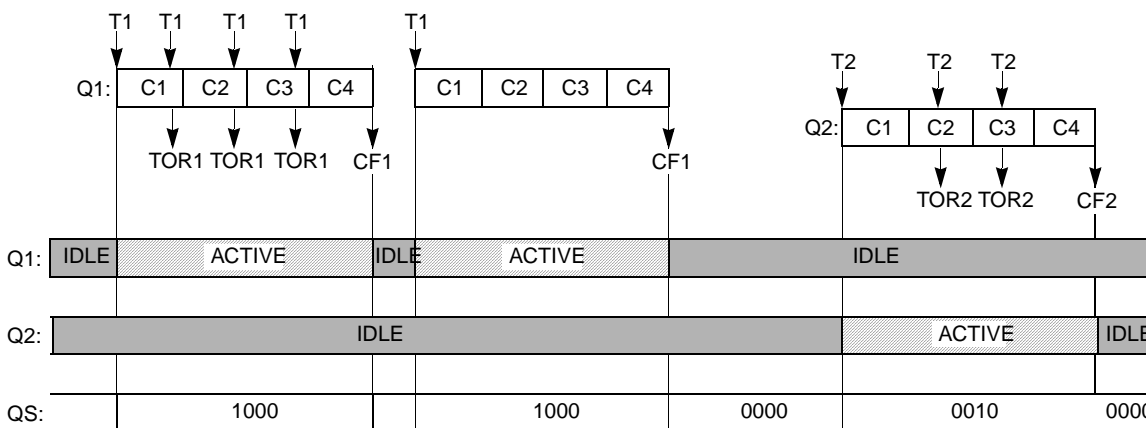 T1 T1 T1 T1 T1
T2 T2 T2
Q1: C1 C2 C3 C4 C1 C2 C3 C4
Q2: C1 C2 C3 C4
TOR1 TOR1 TOR1 CF1 CF1
TOR2 TOR2 CF2
Q1: IDLE ACTIVE IDLE ACTIVE IDLE
Q2: IDLE ACTIVE IDLE
QS: 1000 1000 0000 0010 0000